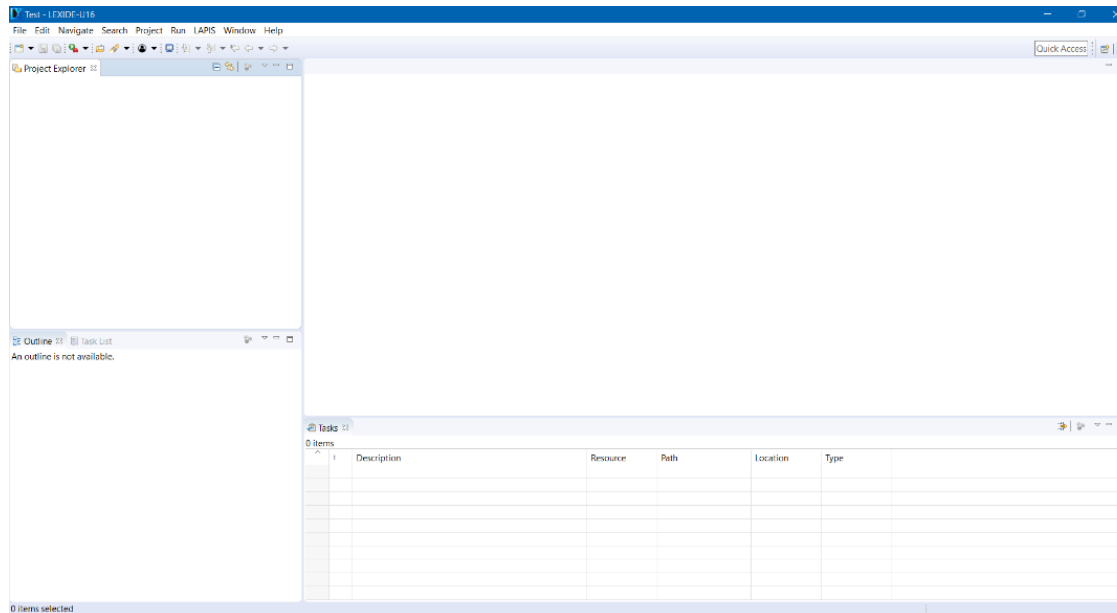 Test - LEXIDE-U16
File Edit Navigate Search Project Run LAPIS Window Help
Quick Access
Project Explorer
Outline Task List
An outline is not available.
Tasks
0 items
! Description Resource Path Location Type
0 items selected